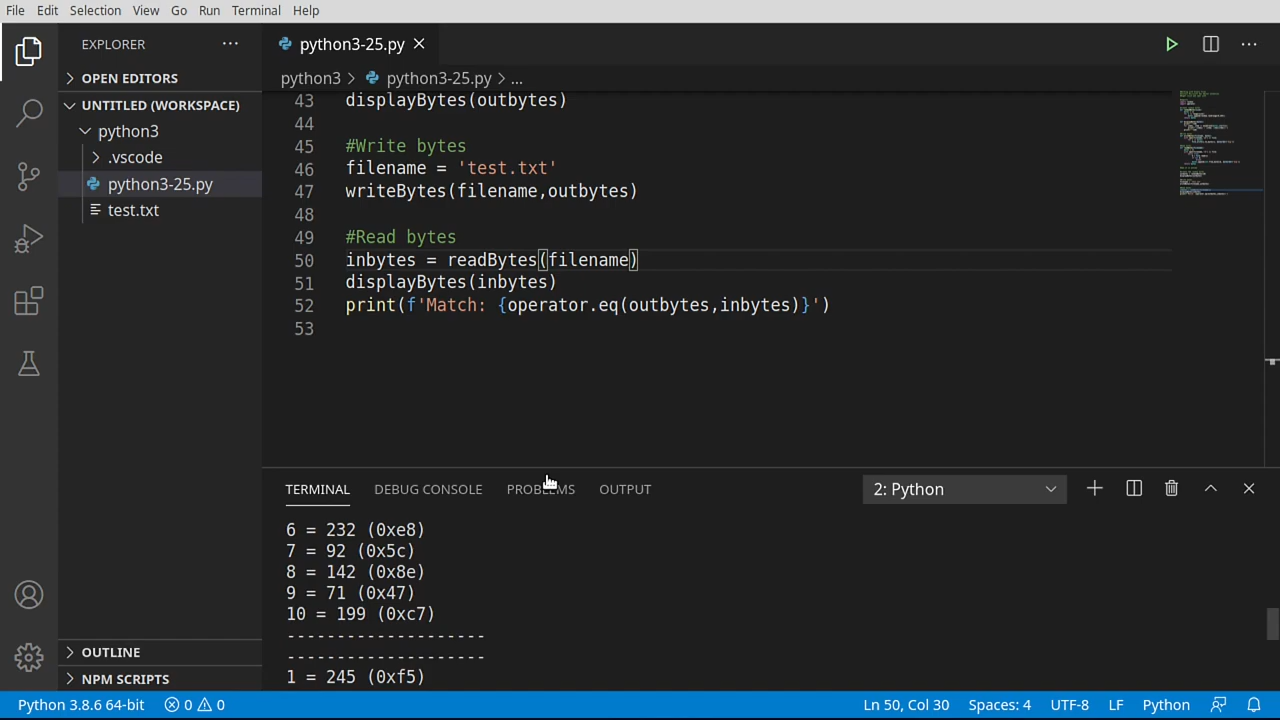 File Edit Selection View Go Run Terminal Help
EXPLORER ···
OPEN EDITORS
UNTITLED (WORKSPACE)
python3
.vscode
python3-25.py
test.txt
OUTLINE
NPM SCRIPTS
python3-25.py
python3 > python3-25.py > ...
43 displayBytes(outbytes)
44
45 #Write bytes
46 filename = 'test.txt'
47 writeBytes(filename,outbytes)
48
49 #Read bytes
50 inbytes = readBytes(filename)
51 displayBytes(inbytes)
52 print(f'Match: {operator.eq(outbytes,inbytes)}')
53
TERMINAL DEBUG CONSOLE PROBLEMS OUTPUT 2: Python
6 = 232 (0xe8)
7 = 92 (0x5c)
8 = 142 (0x8e)
9 = 71 (0x47)
10 = 199 (0xc7)
--------------------
--------------------
1 = 245 (0xf5)
Python 3.8.6 64-bit 0 0 Ln 50, Col 30 Spaces: 4 UTF-8 LF Python